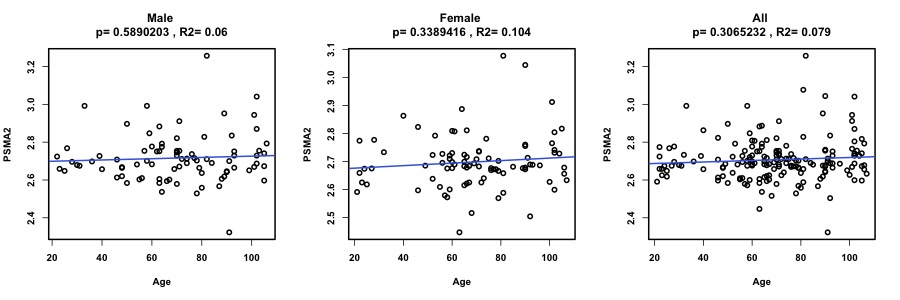 Male
p= 0.5890203 , R2= 0.06
PSMA2
3.2
3.0
2.8
2.6
2.4
20 40 60 80 100
Age
Female
p= 0.3389416 , R2= 0.104
PSMA2
3.1
3.0
2.9
2.8
2.7
2.6
2.5
20 40 60 80 100
Age
All
p= 0.3065232 , R2= 0.079
PSMA2
3.2
3.0
2.8
2.6
2.4
20 40 60 80 100
Age